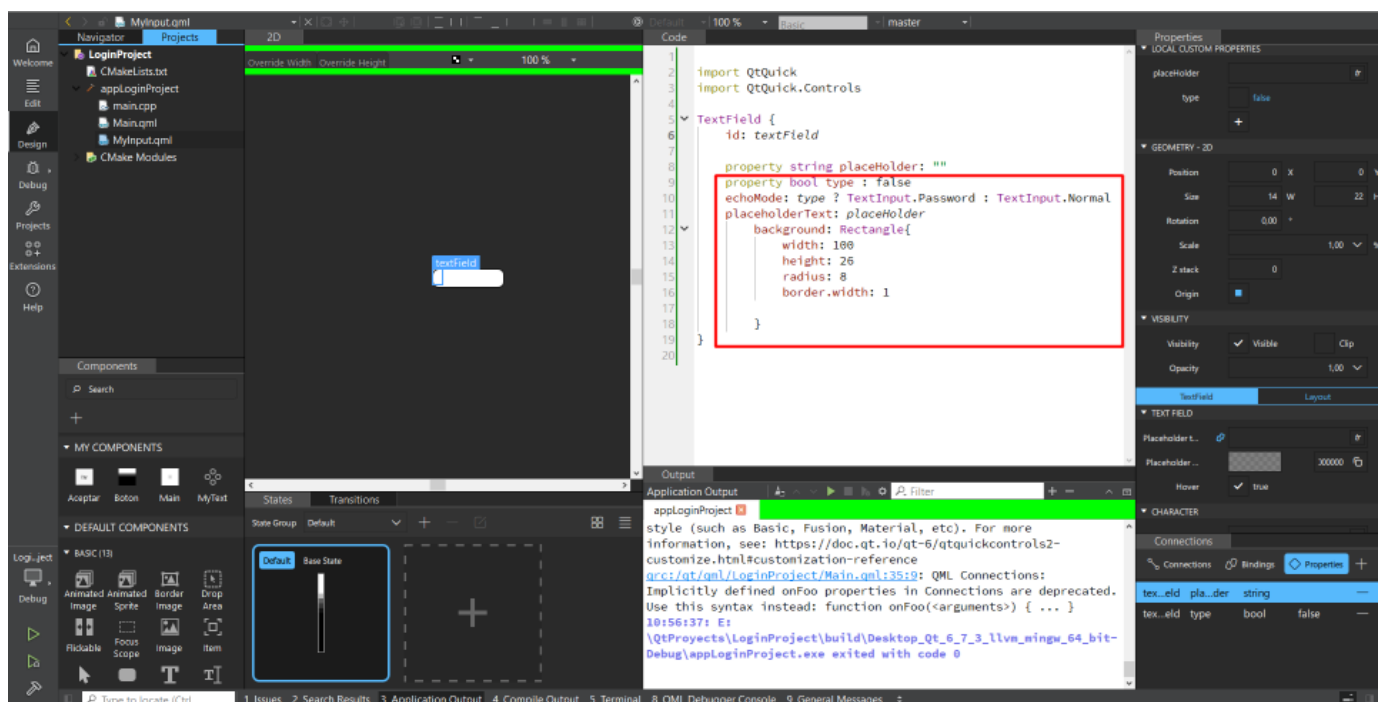 MyInput.qml
Default
100 %
Basic
master
Welcome
Edit
Design
Debug
Projects
Extensions
Help
Logi...ject
Debug
Navigator Projects
LoginProject
CMakeLists.txt
appLoginProject
main.cpp
Main.qml
MyInput.qml
CMake Modules
Components
Search
MY COMPONENTS
Aceptar Boton Main MyText
DEFAULT COMPONENTS
BASIC (13)
Animated Image
Animated Sprite
Border Image
Drop Area
Flickable
Focus Scope
Image
Item
2D
Override Width Override Height
100 %
textField
States Transitions
State Group Default
Default Base State
Code
1
2 import QtQuick
3 import QtQuick.Controls
4
5 TextField {
6 id: textField
7
8 property string placeHolder: ""
9 property bool type : false
10 echoMode: type ? TextInput.Password : TextInput.Normal
11 placeholderText: placeHolder
12 background: Rectangle{
13 width: 100
14 height: 26
15 radius: 8
16 border.width: 1
17
18 }
19 }
20
Output
Application Output
Filter
appLoginProject
style (such as Basic, Fusion, Material, etc). For more
information, see: https://doc.qt.io/qt-6/qtquickcontrols2-
customize.html#customization-reference
qrc:/qt/qml/LoginProject/Main.qml:35:9: QML Connections:
Implicitly defined onFoo properties in Connections are deprecated.
Use this syntax instead: function onFoo(<arguments>) { ... }
10:56:37: E:
\QtProyects\LoginProject\build\Desktop_Qt_6_7_3_llvm_mingw_64_bit-
Debug\appLoginProject.exe exited with code 0
Properties
LOCAL CUSTOM PROPERTIES
placeHolder tr
type false
GEOMETRY - 2D
Position 0 X 0 Y
Size 14 W 22 H
Rotation 0,00 °
Scale 1,00 %
Z stack 0
Origin
VISIBILITY
Visibility Visible Clip
Opacity 1,00
TextField Layout
TEXT FIELD
Placeholder t... tr
Placeholder ...
Hover true
CHARACTER
Connections
Connections Bindings Properties
tex...eld pla...der string
tex...eld type bool false
Type to locate (Ctrl
1 Issues 2 Search Results 3 Application Output 4 Compile Output 5 Terminal 8 QML Debugger Console 9 General Messages